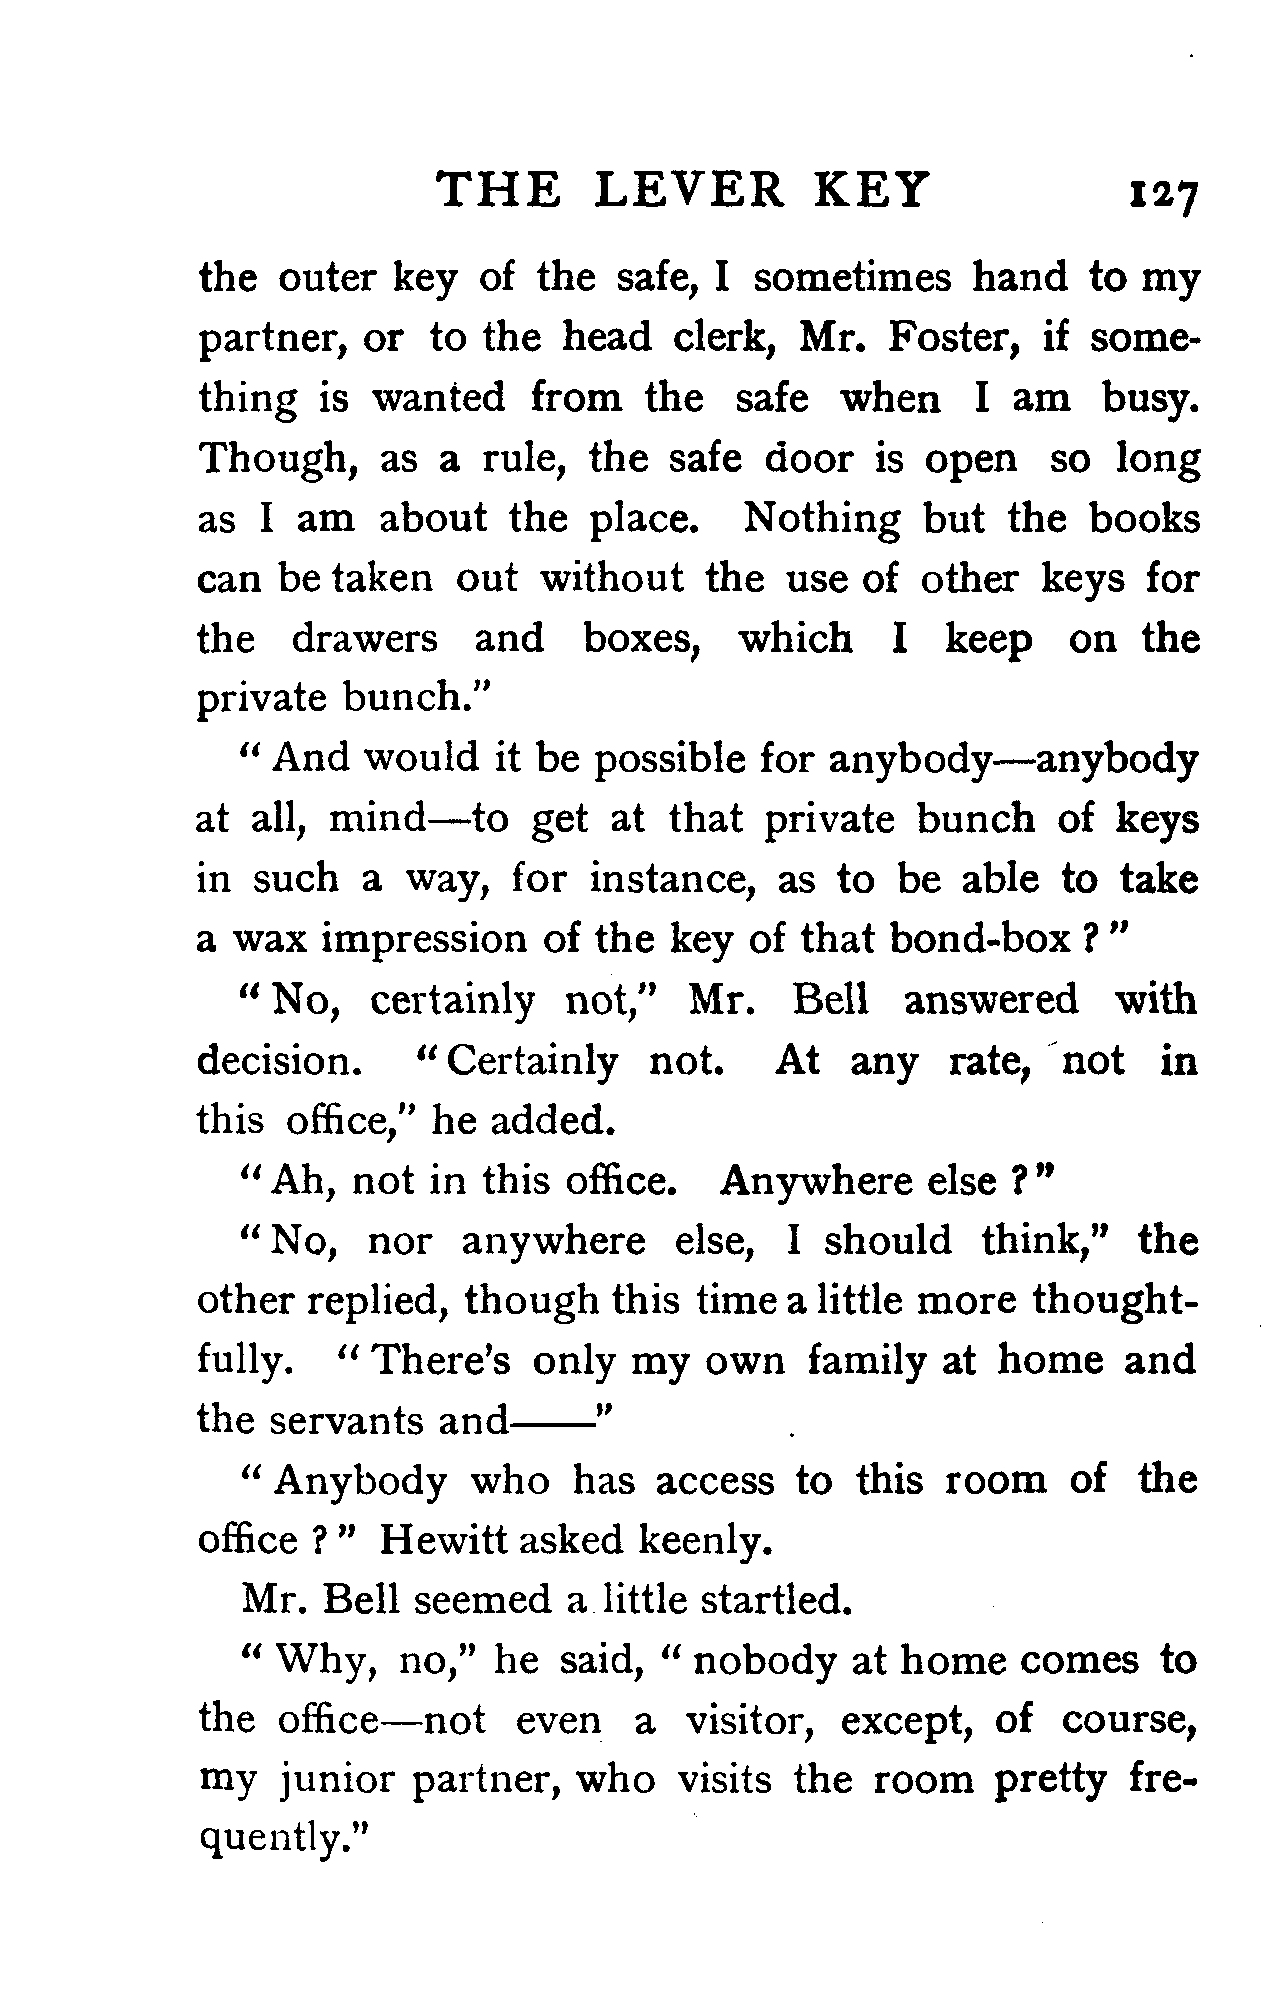 THE LEVER KEY 127
the outer key of the safe, I sometimes hand to my
partner, or to the head clerk, Mr. Foster, if some-
thing is wanted from the safe when I am busy.
Though, as a rule, the safe door is open so long
as I am about the place. Nothing but the books
can be taken out without the use of other keys for
the drawers and boxes, which I keep on the
private bunch."
" And would it be possible for anybody—anybody
at all, mind—to get at that private bunch of keys
in such a way, for instance, as to be able to take
a wax impression of the key of that bond-box ? "
" No, certainly not," Mr. Bell answered with
decision. " Certainly not. At any rate, not in
this office," he added.
" Ah, not in this office. Anywhere else ? "
" No, nor anywhere else, I should think," the
other replied, though this time a little more thought-
fully. " There's only my own family at home and
the servants and——"
" Anybody who has access to this room of the
office ? " Hewitt asked keenly.
Mr. Bell seemed a little startled.
" Why, no," he said, " nobody at home comes to
the office—not even a visitor, except, of course,
my junior partner, who visits the room pretty fre-
quently."